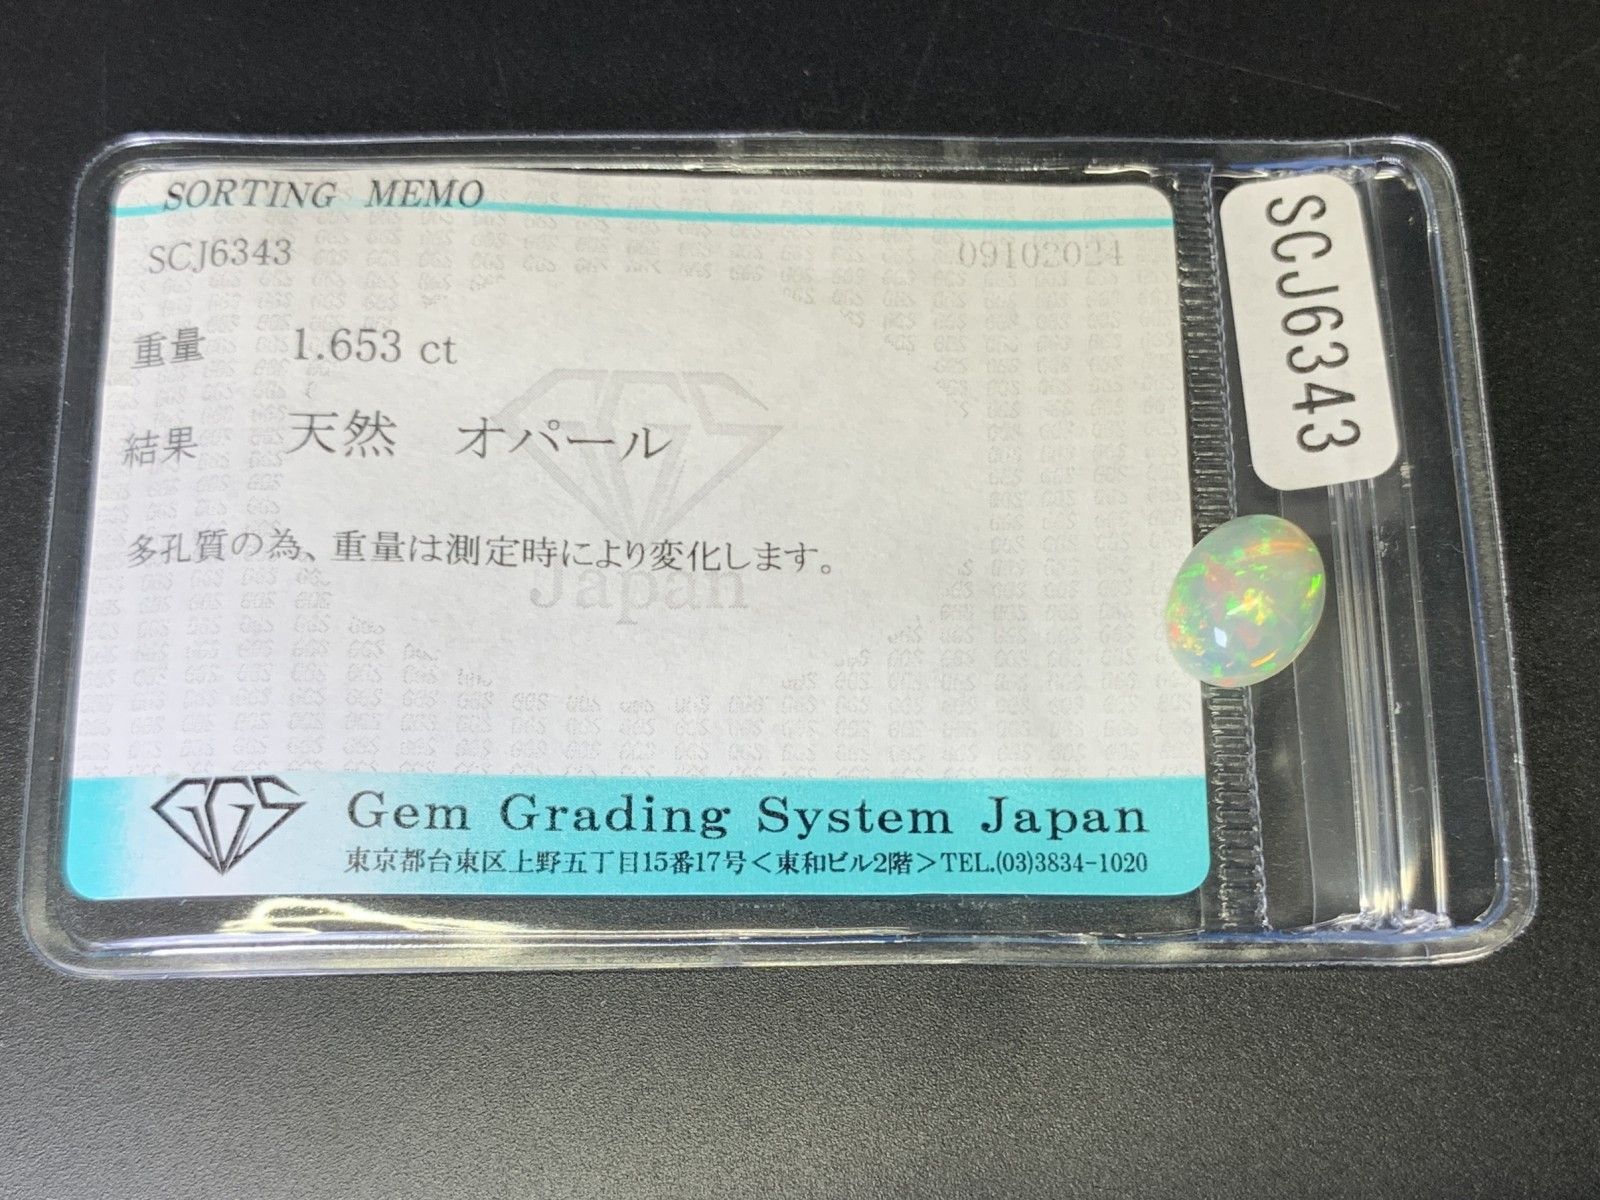 SORTING MEMO
SCJ6343 09102024
重量 1.653 ct
結果 天然 オパール
多孔質の為、重量は測定時により変化します。
GGS
Japan
GGS Gem Grading System Japan
東京都台東区上野五丁目15番17号＜東和ビル2階＞TEL.(03)3834-1020
SCJ6343